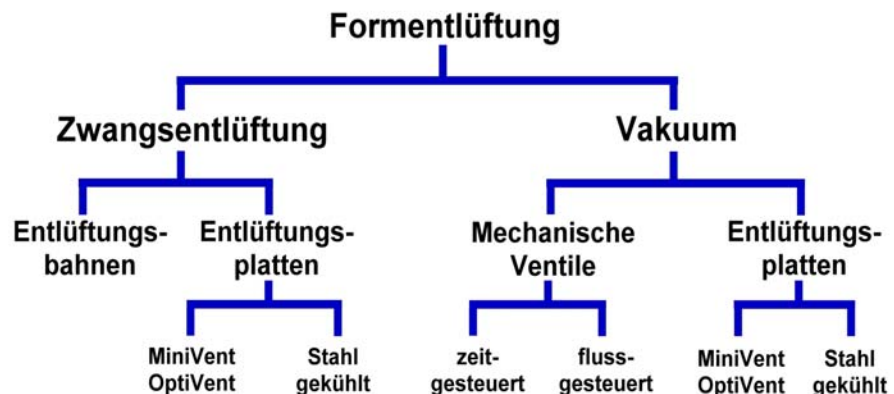 Formentlüftung
Zwangsentlüftung Vakuum
Entlüftungs-
bahnen
Entlüftungs-
platten
Mechanische
Ventile
Entlüftungs-
platten
MiniVent
OptiVent
Stahl
gekühlt
zeit-
gesteuert
fluss-
gesteuert
MiniVent
OptiVent
Stahl
gekühlt